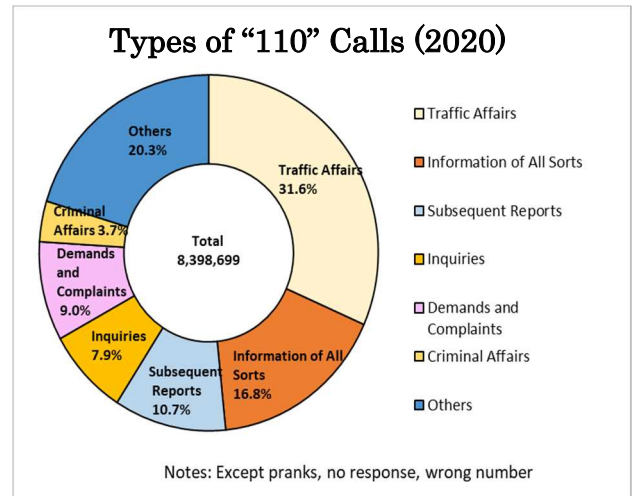 Types of “110” Calls (2020)
Others
20.3%
Traffic Affairs
31.6%
Criminal
Affairs 3.7%
Total
8,398,699
Demands
and
Complaints
9.0%
Inquiries
7.9%
Subsequent
Reports
10.7%
Information of All
Sorts
16.8%
Traffic Affairs
Information of All Sorts
Subsequent Reports
Inquiries
Demands and
Complaints
Criminal Affairs
Others
Notes: Except pranks, no response, wrong number